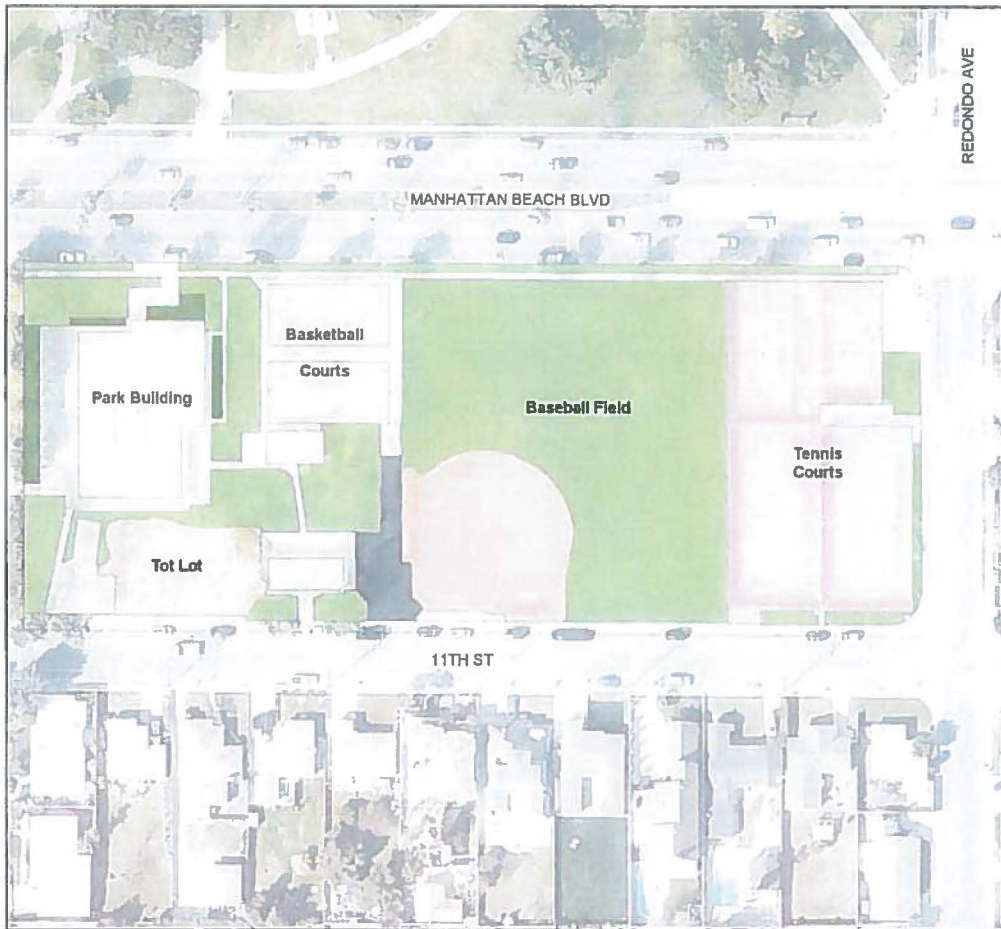 REDONDO AVE
MANHATTAN BEACH BLVD
Basketball
Courts
Park Building
Baseball Field
Tennis
Courts
Tot Lot
11TH ST